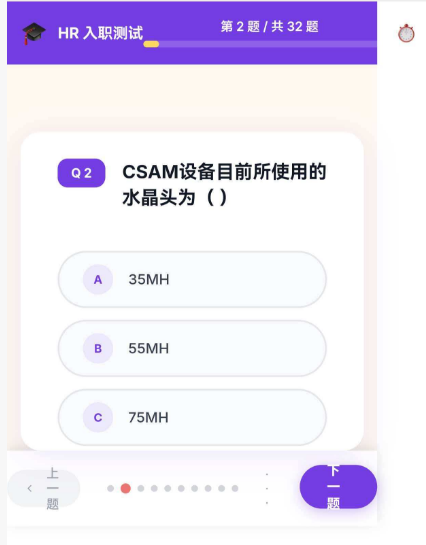 HR 入职测试
第 2 题 / 共 32 题
Q 2
CSAM设备目前所使用的
水晶头为（ ）
A 35MH
B 55MH
C 75MH
‹ 上
一
题
下
一
题